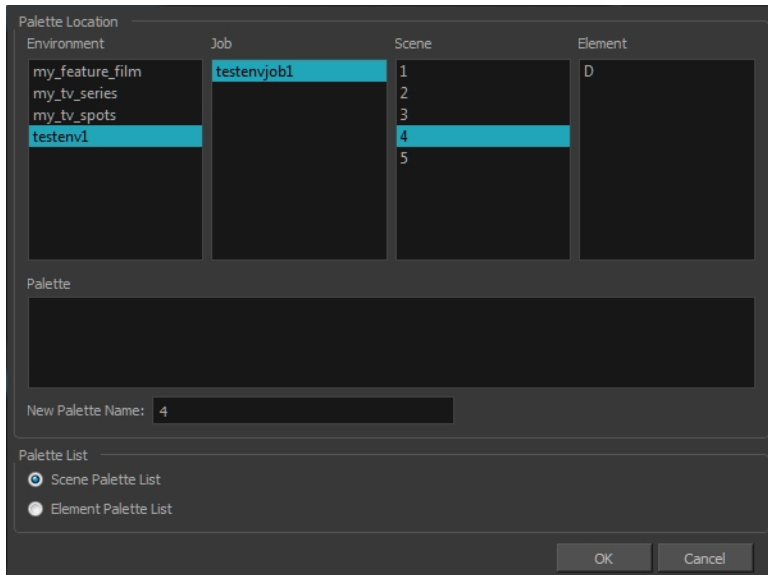 Palette Location
Environment Job Scene Element
my_feature_film testenvjob1 1 D
my_tv_series 2
my_tv_spots 3
testenv1 4
5
Palette
New Palette Name: 4
Palette List
Scene Palette List
Element Palette List
OK Cancel